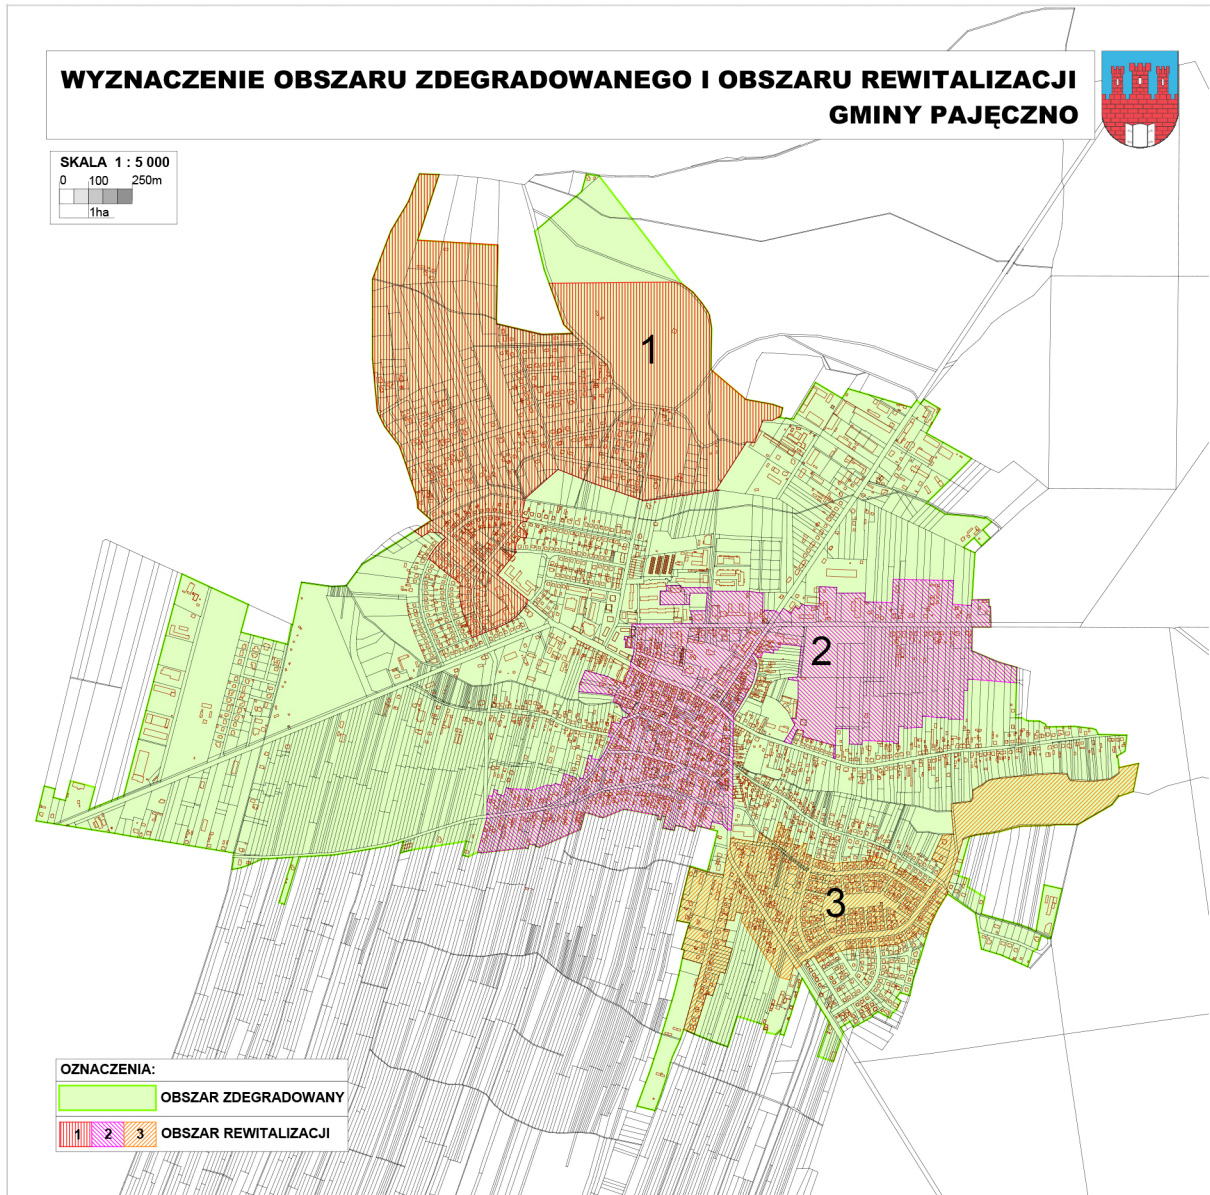 WYZNACZENIE OBSZARU ZDEGRADOWANEGO I OBSZARU REWITALIZACJI
GMINY PAJĘCZNO
SKALA 1 : 5 000
0 100 250m
1ha
1
2
3
OZNACZENIA:
OBSZAR ZDEGRADOWANY
1 2 3 OBSZAR REWITALIZACJI